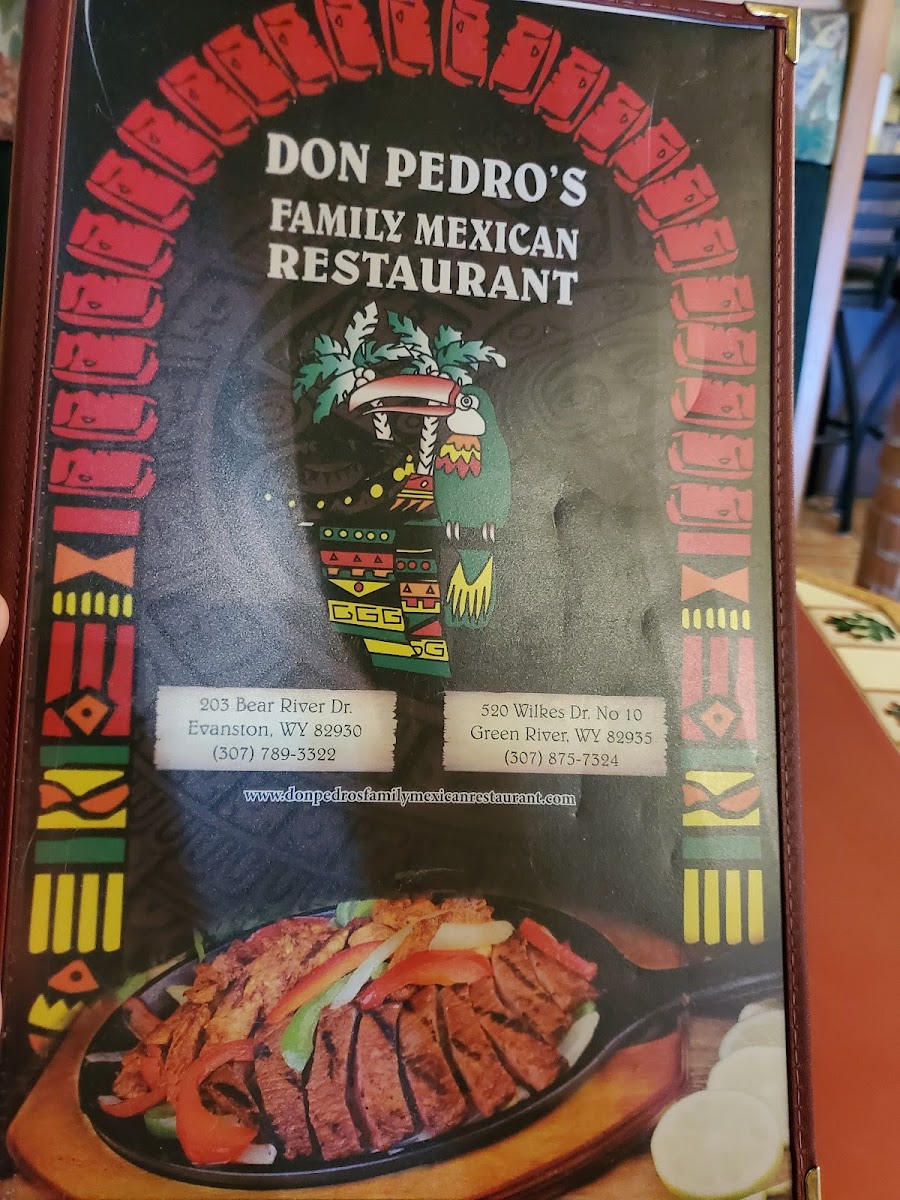 DON PEDRO'S
FAMILY MEXICAN
RESTAURANT
203 Bear River Dr.
Evanston, WY 82930
(307) 789-3322
520 Wilkes Dr. No 10
Green River, WY 82935
(307) 875-7324
www.donpedrosfamilymexicanrestaurant.com